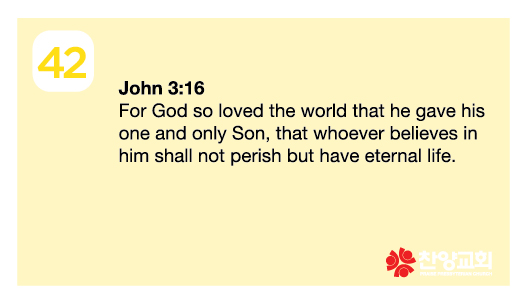 42
John 3:16
For God so loved the world that he gave his
one and only Son, that whoever believes in
him shall not perish but have eternal life.
찬양교회